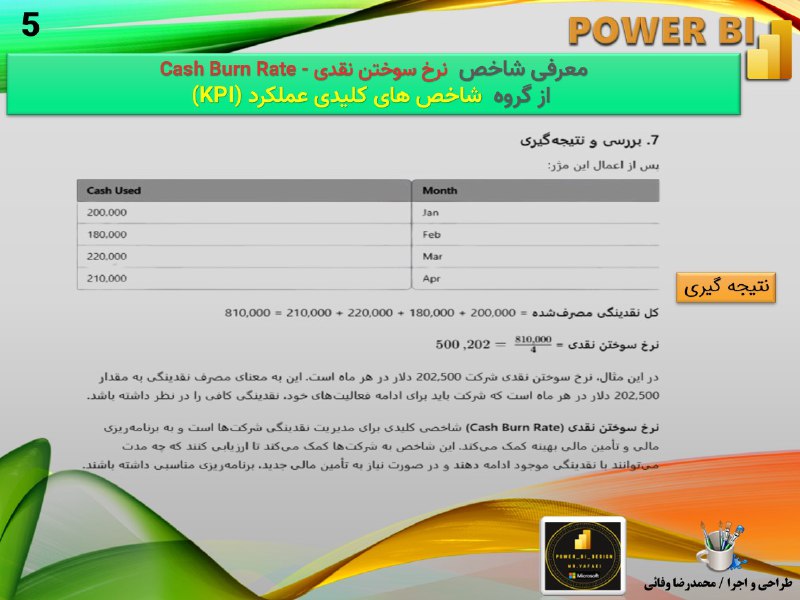 5
POWER BI
معرفی شاخص نرخ سوختن نقدی - Cash Burn Rate
از گروه شاخص های کلیدی عملکرد (KPI)
7. بررسی و نتیجه‌گیری
پس از اعمال این مژر:
Cash Used Month
200,000 Jan
180,000 Feb
220,000 Mar
210,000 Apr
نتیجه گیری
کل نقدینگی مصرف‌شده = 200,000 + 180,000 + 220,000 + 210,000 = 810,000
نرخ سوختن نقدی = 810,000/4 = 500 ,202
در این مثال، نرخ سوختن نقدی شرکت 202,500 دلار در هر ماه است. این به معنای مصرف نقدینگی به مقدار
202,500 دلار در هر ماه است که شرکت باید برای ادامه فعالیت‌های خود، نقدینگی کافی را در نظر داشته باشد.
نرخ سوختن نقدی (Cash Burn Rate) شاخصی کلیدی برای مدیریت نقدینگی شرکت‌ها است و به برنامه‌ریزی
مالی و تأمین مالی بهینه کمک می‌کند. این شاخص به شرکت‌ها کمک می‌کند تا ارزیابی کنند که چه مدت
می‌توانند با نقدینگی موجود ادامه دهند و در صورت نیاز به تأمین مالی جدید، برنامه‌ریزی مناسبی داشته باشند.
POWER_BI_DESIGN
MR.VAFAEI
Microsoft
طراحی و اجرا / محمدرضا وفائی